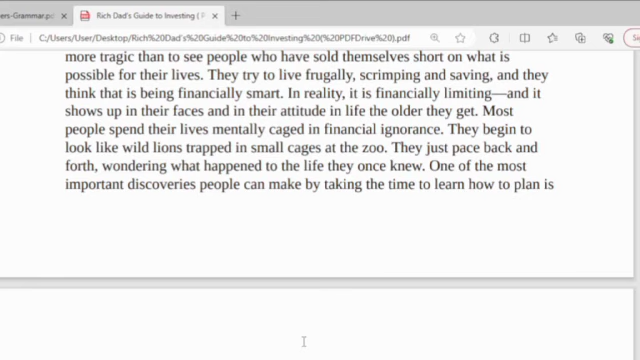 ers-Grammar.pd
Rich Dad's Guide to Investing ( P
File
C:/Users/User/Desktop/Rich%20Dad's%20Guide%20to%20Investing%20(%20PDFDrive%20).pdf
more tragic than to see people who have sold themselves short on what is
possible for their lives. They try to live frugally, scrimping and saving, and they
think that is being financially smart. In reality, it is financially limiting—and it
shows up in their faces and in their attitude in life the older they get. Most
people spend their lives mentally caged in financial ignorance. They begin to
look like wild lions trapped in small cages at the zoo. They just pace back and
forth, wondering what happened to the life they once knew. One of the most
important discoveries people can make by taking the time to learn how to plan is